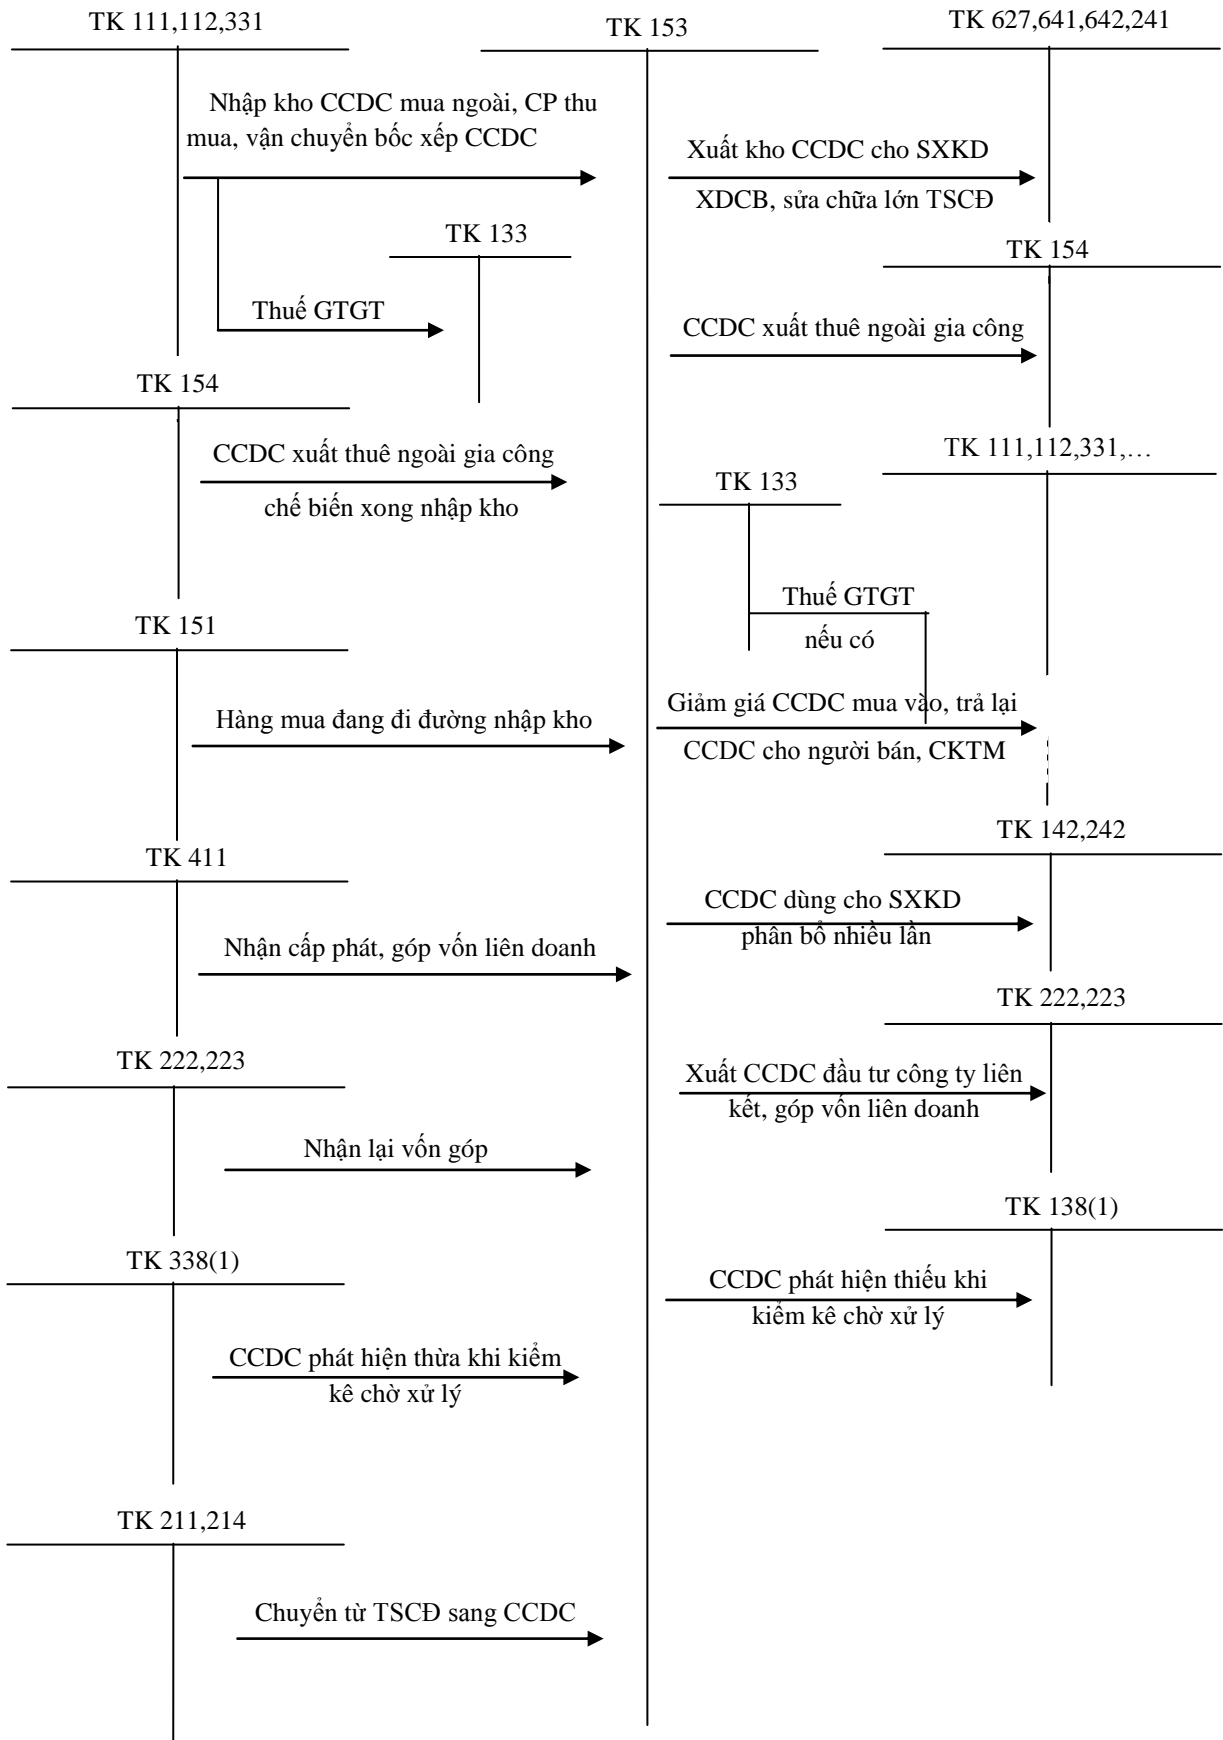 TK 111,112,331
TK 153
TK 627,641,642,241
Nhập kho CCDC mua ngoài, CP thu
mua, vận chuyển bốc xếp CCDC
Xuất kho CCDC cho SXKD
XDCB, sửa chữa lớn TSCĐ
TK 133
TK 154
Thuế GTGT
CCDC xuất thuê ngoài gia công
TK 154
CCDC xuất thuê ngoài gia công
chế biến xong nhập kho
TK 111,112,331,…
TK 133
Thuế GTGT
nếu có
TK 151
Hàng mua đang đi đường nhập kho
Giảm giá CCDC mua vào, trả lại
CCDC cho người bán, CKTM
TK 142,242
TK 411
CCDC dùng cho SXKD
phân bổ nhiều lần
Nhận cấp phát, góp vốn liên doanh
TK 222,223
TK 222,223
Xuất CCDC đầu tư công ty liên
kết, góp vốn liên doanh
Nhận lại vốn góp
TK 138(1)
TK 338(1)
CCDC phát hiện thiếu khi
kiểm kê chờ xử lý
CCDC phát hiện thừa khi kiểm
kê chờ xử lý
TK 211,214
Chuyển từ TSCĐ sang CCDC